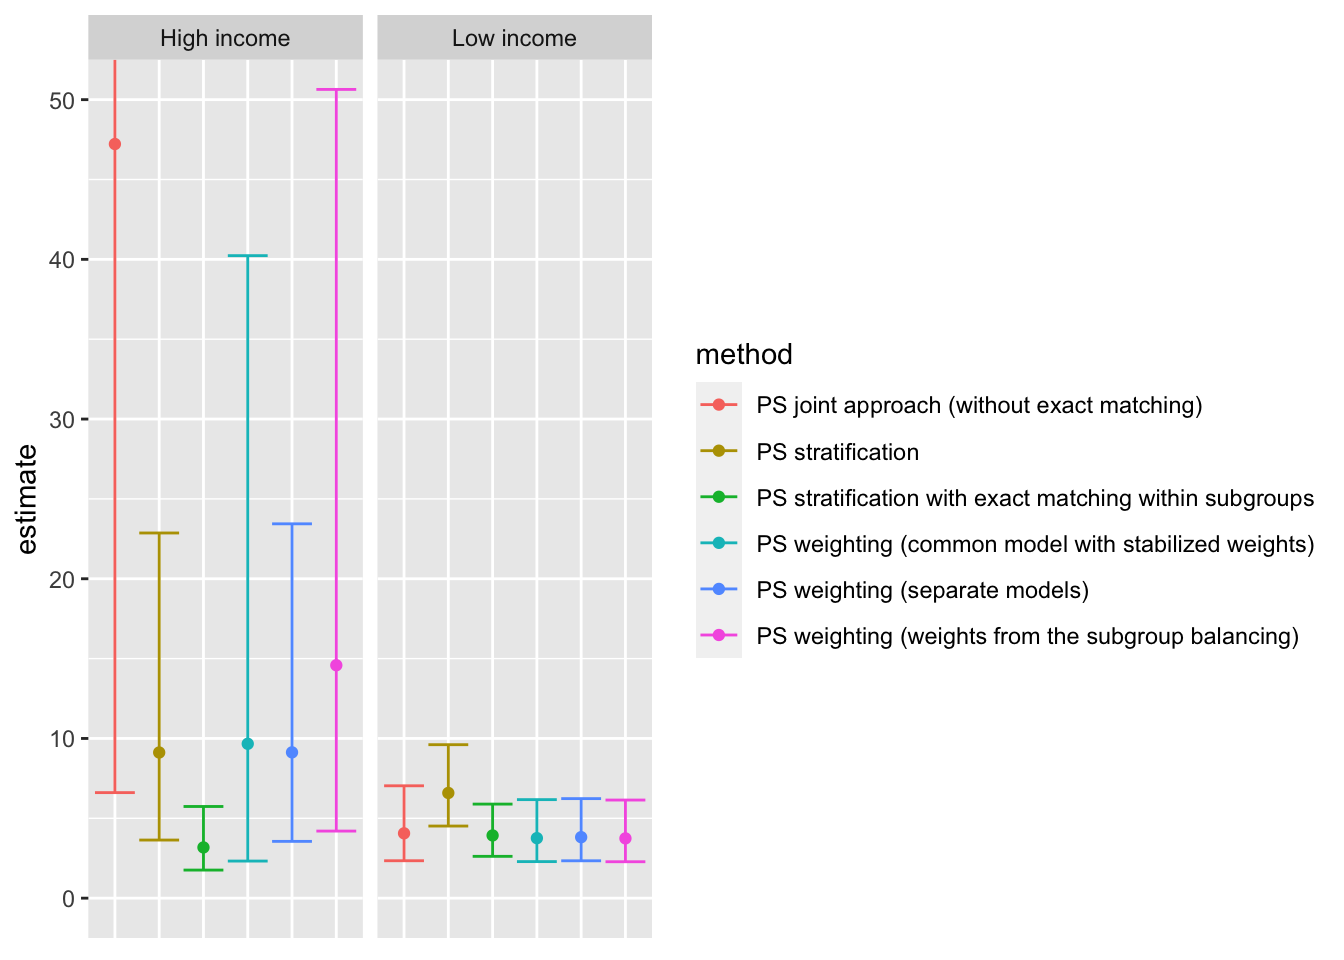 High income
Low income
50
40
30
20
10
0
estimate
method
PS joint approach (without exact matching)
PS stratification
PS stratification with exact matching within subgroups
PS weighting (common model with stabilized weights)
PS weighting (separate models)
PS weighting (weights from the subgroup balancing)